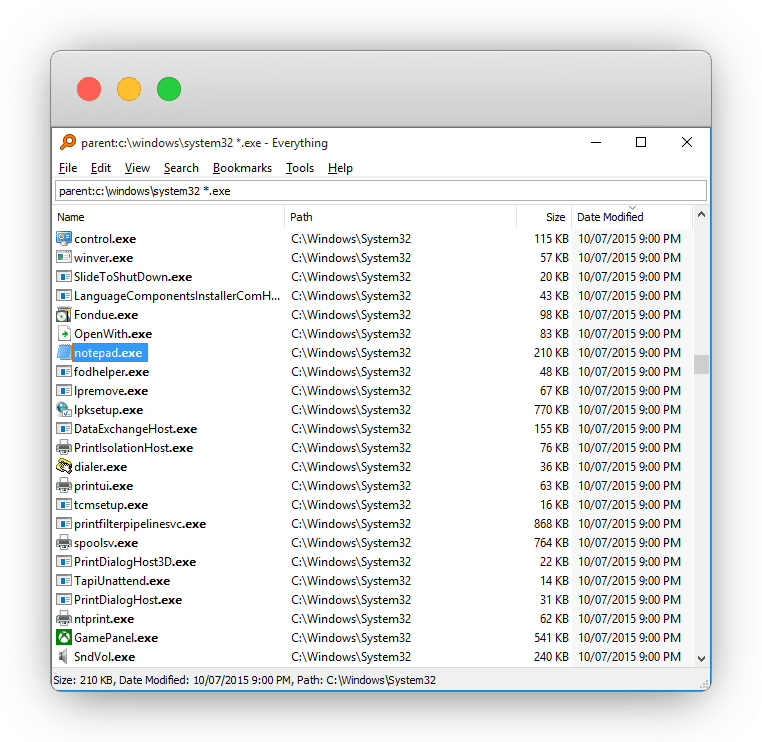 parent:c:\windows\system32 *.exe - Everything
File Edit View Search Bookmarks Tools Help
parent:c:\windows\system32 *.exe
Name Path Size Date Modified
control.exe C:\Windows\System32 115 KB 10/07/2015 9:00 PM
winver.exe C:\Windows\System32 57 KB 10/07/2015 9:00 PM
SlideToShutDown.exe C:\Windows\System32 20 KB 10/07/2015 9:00 PM
LanguageComponentsInstallerComH... C:\Windows\System32 43 KB 10/07/2015 9:00 PM
Fondue.exe C:\Windows\System32 98 KB 10/07/2015 9:00 PM
OpenWith.exe C:\Windows\System32 83 KB 10/07/2015 9:00 PM
notepad.exe C:\Windows\System32 210 KB 10/07/2015 9:00 PM
fodhelper.exe C:\Windows\System32 48 KB 10/07/2015 9:00 PM
lpremove.exe C:\Windows\System32 67 KB 10/07/2015 9:00 PM
lpksetup.exe C:\Windows\System32 770 KB 10/07/2015 9:00 PM
DataExchangeHost.exe C:\Windows\System32 155 KB 10/07/2015 9:00 PM
PrintIsolationHost.exe C:\Windows\System32 76 KB 10/07/2015 9:00 PM
dialer.exe C:\Windows\System32 36 KB 10/07/2015 9:00 PM
printui.exe C:\Windows\System32 63 KB 10/07/2015 9:00 PM
tcmsetup.exe C:\Windows\System32 16 KB 10/07/2015 9:00 PM
printfilterpipelinesvc.exe C:\Windows\System32 868 KB 10/07/2015 9:00 PM
spoolsv.exe C:\Windows\System32 764 KB 10/07/2015 9:00 PM
PrintDialogHost3D.exe C:\Windows\System32 22 KB 10/07/2015 9:00 PM
TapiUnattend.exe C:\Windows\System32 14 KB 10/07/2015 9:00 PM
PrintDialogHost.exe C:\Windows\System32 31 KB 10/07/2015 9:00 PM
ntprint.exe C:\Windows\System32 62 KB 10/07/2015 9:00 PM
GamePanel.exe C:\Windows\System32 541 KB 10/07/2015 9:00 PM
SndVol.exe C:\Windows\System32 240 KB 10/07/2015 9:00 PM
Size: 210 KB, Date Modified: 10/07/2015 9:00 PM, Path: C:\Windows\System32